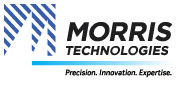 MORRIS
TECHNOLOGIES
Precision. Innovation. Expertise.